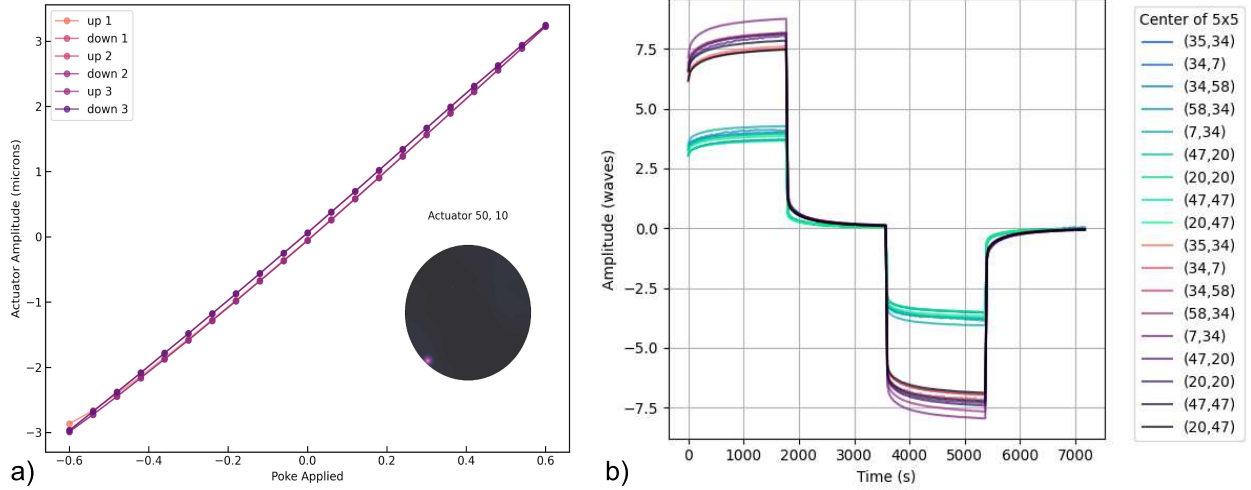 up 1
down 1
up 2
down 2
up 3
down 3
Actuator Amplitude (microns)
3
2
1
0
−1
−2
−3
Actuator 50, 10
−0.6 −0.4 −0.2 0.0 0.2 0.4 0.6
Poke Applied
a)
Amplitude (waves)
7.5
5.0
2.5
0.0
−2.5
−5.0
−7.5
0 1000 2000 3000 4000 5000 6000 7000
Time (s)
b)
Center of 5x5
(35,34)
(34,7)
(34,58)
(58,34)
(7,34)
(47,20)
(20,20)
(47,47)
(20,47)
(35,34)
(34,7)
(34,58)
(58,34)
(7,34)
(47,20)
(20,20)
(47,47)
(20,47)